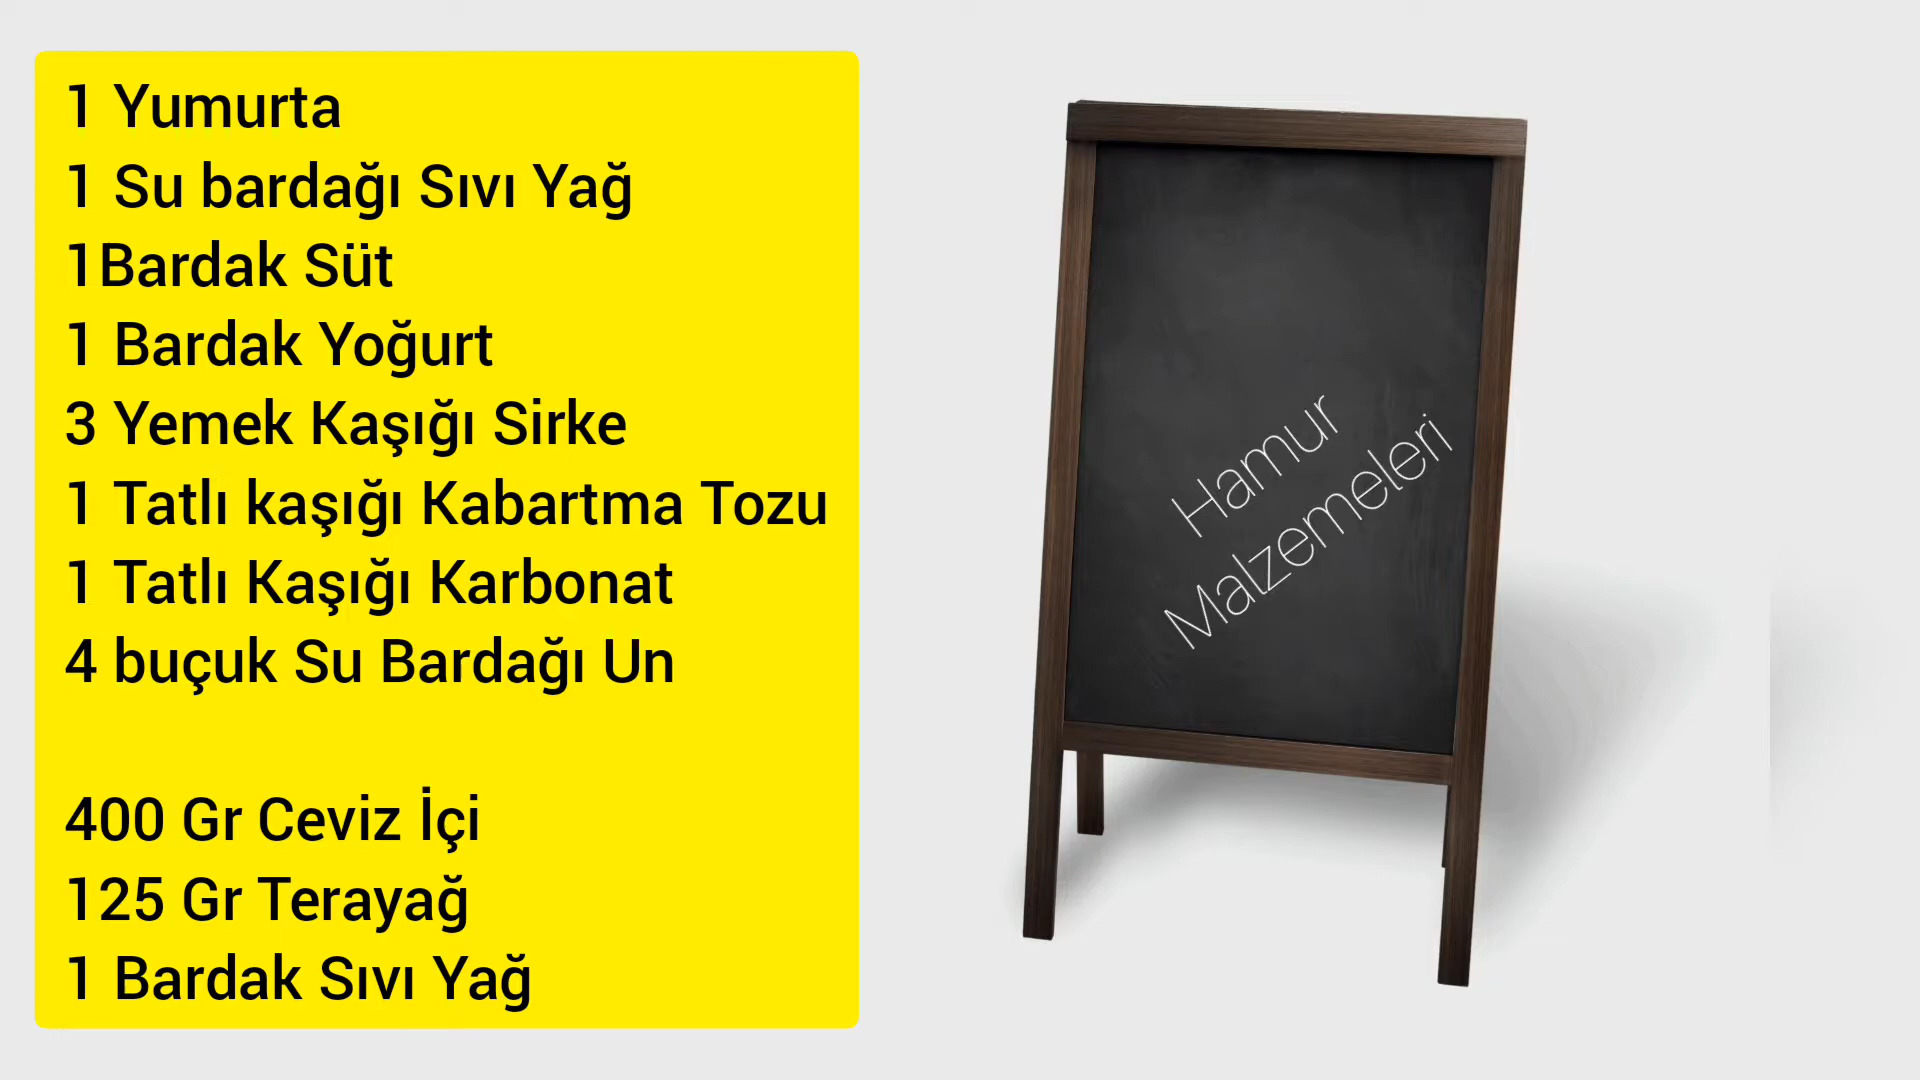 1 Yumurta
1 Su bardağı Sıvı Yağ
1Bardak Süt
1 Bardak Yoğurt
3 Yemek Kaşığı Sirke
1 Tatlı kaşığı Kabartma Tozu
1 Tatlı Kaşığı Karbonat
4 buçuk Su Bardağı Un
400 Gr Ceviz İçi
125 Gr Terayağ
1 Bardak Sıvı Yağ
Hamur
Malzemeleri